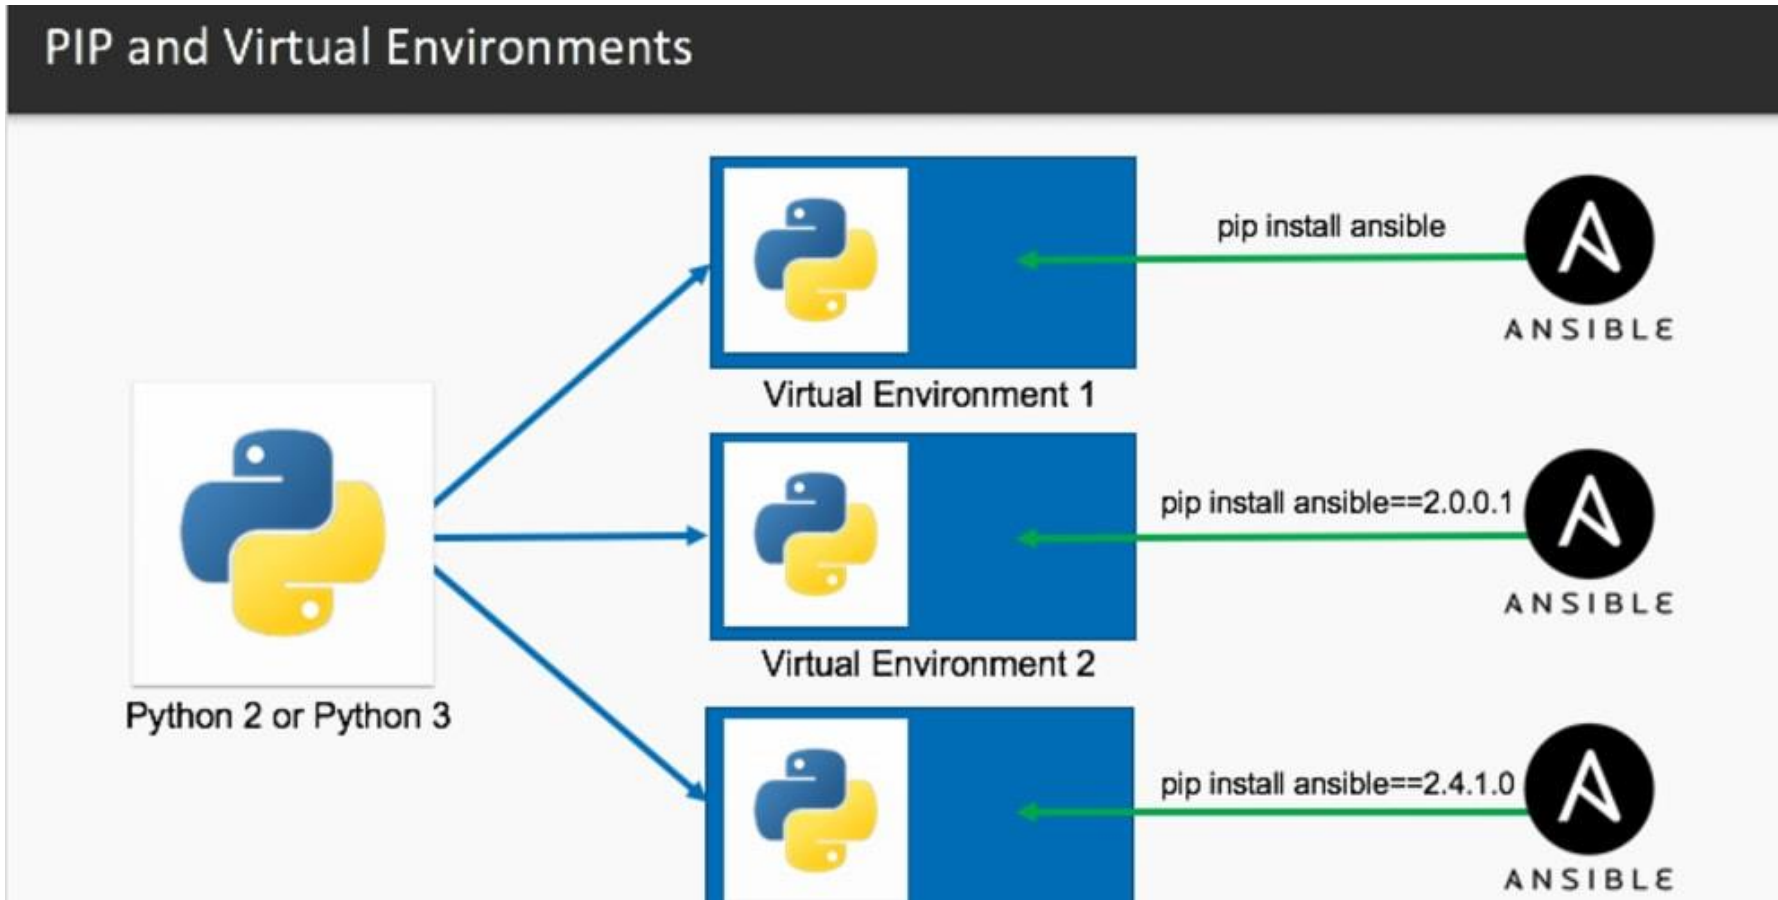 PIP and Virtual Environments
pip install ansible
ANSIBLE
Virtual Environment 1
pip install ansible==2.0.0.1
ANSIBLE
Virtual Environment 2
Python 2 or Python 3
pip install ansible==2.4.1.0
ANSIBLE